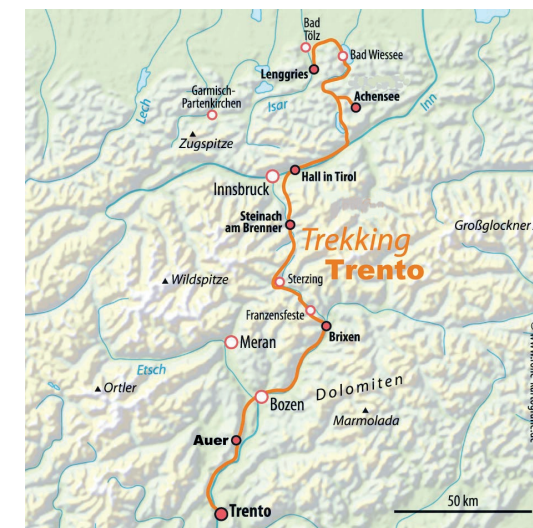 Bad
Tölz
Bad Wiessee
Lenggries
Garmisch-
Partenkirchen
Achensee
Lech
Isar
Inn
Zugspitze
Hall in Tirol
Innsbruck
Steinach
am Brenner
Großglockner
Trekking
Trento
Wildspitze
Sterzing
Franzensfeste
Brixen
Meran
Etsch
Ortler
Dolomiten
Bozen
Marmolada
Auer
50 km
Trento